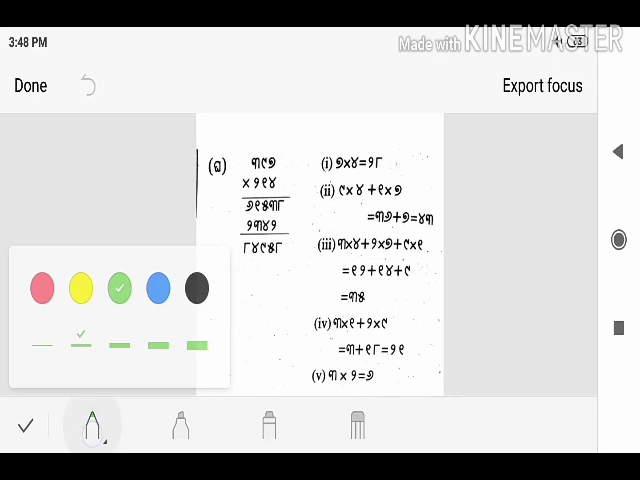 3:48 PM
Made with KINEMASTER
Done
Export focus
(ଘ) ୩୯୭
× ୨୧୪
୬୧୫୩୮
୨୩୪୨
୮୪୯୫୮
(i) ୭×୪=୨୮
(ii) ୯×୪+୧×୭
=୩୬+୭=୪୩
(iii) ୩×୪+୨×୭+୯×୧
=୧୨+୧୪+୯
=୩୫
(iv) ୩×୧+୨×୯
=୩+୧୮=୨୧
(v) ୩×୨=୬